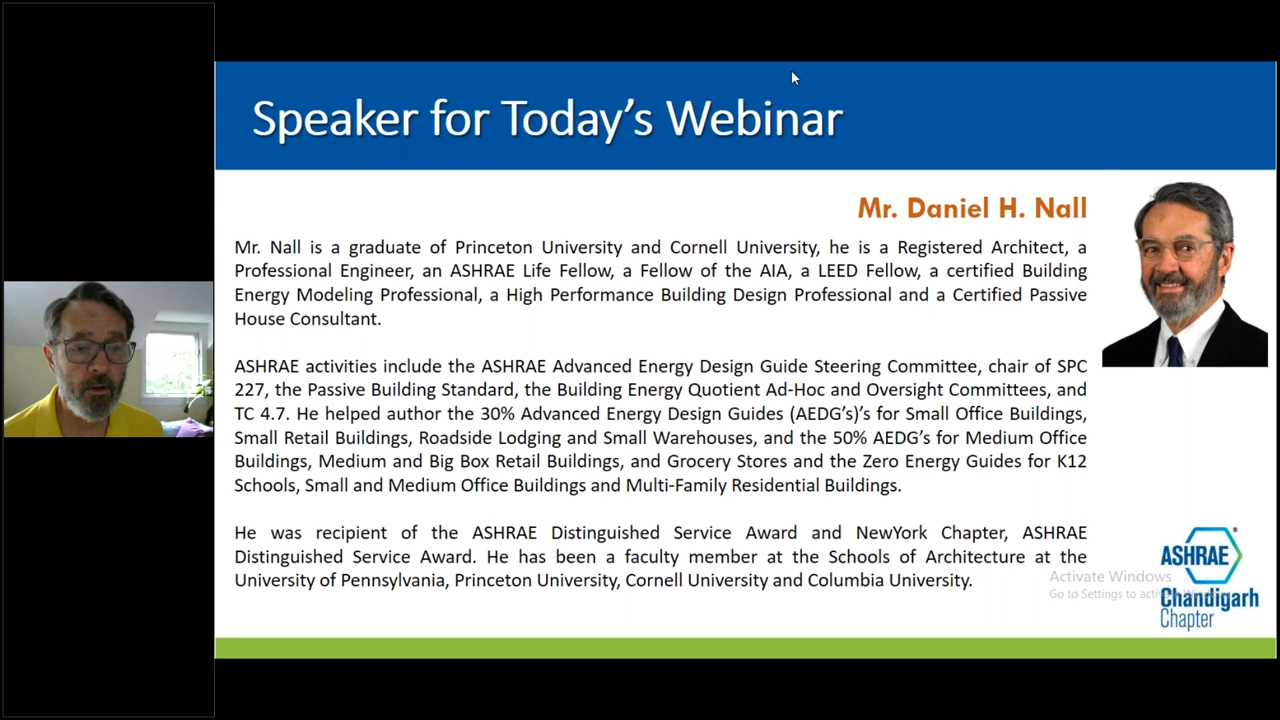 Speaker for Today's Webinar
Mr. Daniel H. Nall
Mr. Nall is a graduate of Princeton University and Cornell University, he is a Registered Architect, a
Professional Engineer, an ASHRAE Life Fellow, a Fellow of the AIA, a LEED Fellow, a certified Building
Energy Modeling Professional, a High Performance Building Design Professional and a Certified Passive
House Consultant.
ASHRAE activities include the ASHRAE Advanced Energy Design Guide Steering Committee, chair of SPC
227, the Passive Building Standard, the Building Energy Quotient Ad-Hoc and Oversight Committees, and
TC 4.7. He helped author the 30% Advanced Energy Design Guides (AEDG's)'s for Small Office Buildings,
Small Retail Buildings, Roadside Lodging and Small Warehouses, and the 50% AEDG's for Medium Office
Buildings, Medium and Big Box Retail Buildings, and Grocery Stores and the Zero Energy Guides for K12
Schools, Small and Medium Office Buildings and Multi-Family Residential Buildings.
He was recipient of the ASHRAE Distinguished Service Award and NewYork Chapter, ASHRAE
Distinguished Service Award. He has been a faculty member at the Schools of Architecture at the
University of Pennsylvania, Princeton University, Cornell University and Columbia University.
ASHRAE
Chandigarh
Chapter
Activate Windows
Go to Settings to